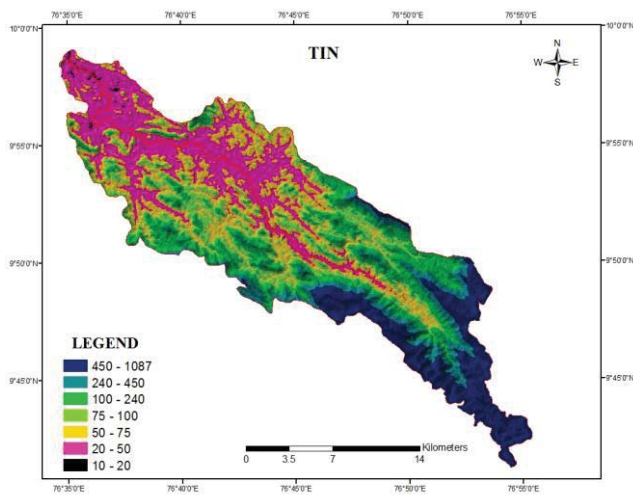 76°35'0"E 76°40'0"E 76°45'0"E 76°50'0"E 76°55'0"E
10°0'0"N 10°0'0"N
TIN
N
W E
S
9°55'0"N 9°55'0"N
9°50'0"N 9°50'0"N
LEGEND
450 - 1087
240 - 450
100 - 240
75 - 100
50 - 75
20 - 50
10 - 20
9°45'0"N 9°45'0"N
Kilometers
0 3.5 7 14
76°35'0"E 76°40'0"E 76°45'0"E 76°50'0"E 76°55'0"E